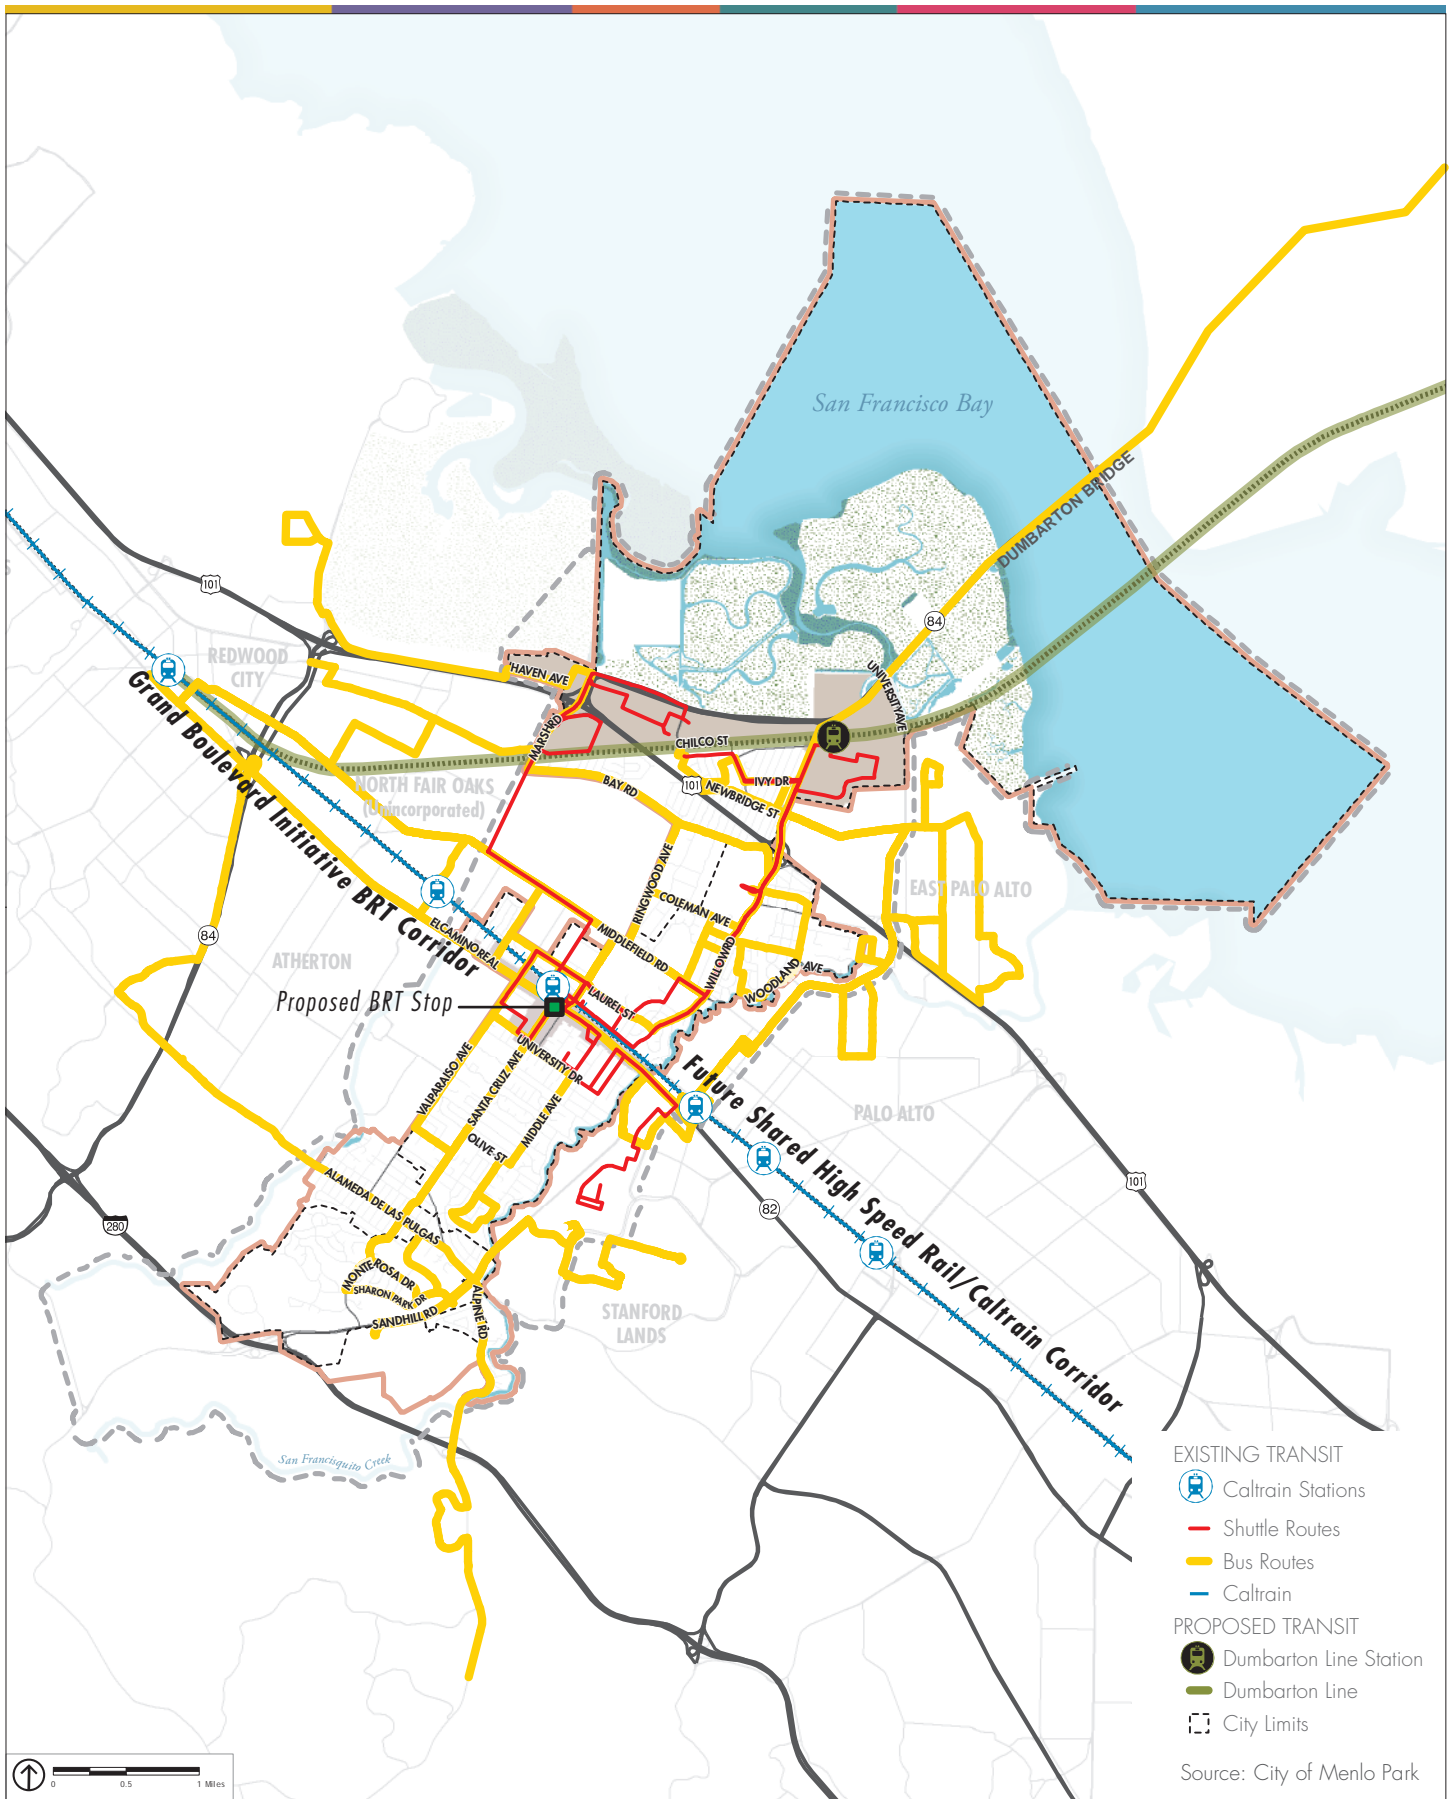 San Francisco Bay
DUMBARTON BRIDGE
101
84
REDWOOD
CITY
HAVEN AVE
UNIVERSITY AVE
Grand Boulevard Initiative BRT Corridor
MARSH RD
CHILCO ST
NORTH FAIR OAKS
(Unincorporated)
BAY RD
101
IVY DR
NEWBRIDGE ST
RINGWOOD AVE
EAST PALO ALTO
COLEMAN AVE
ELCAMINO REAL
MIDDLEFIELD RD
84
ATHERTON
WILLOW RD
WOODLAND AVE
Proposed BRT Stop
LAUREL ST
UNIVERSITY DR
VALPARAISO AVE
SANTA CRUZ AVE
MIDDLE AVE
OLIVE ST
Future Shared High Speed Rail/Caltrain Corridor
PALO ALTO
101
82
280
ALAMEDA DE LAS PULGAS
MONTE ROSA DR
SHARON PARK DR
SANDHILL RD
ALPINE RD
STANFORD
LANDS
San Francisquito Creek
EXISTING TRANSIT
Caltrain Stations
Shuttle Routes
Bus Routes
Caltrain
PROPOSED TRANSIT
Dumbarton Line Station
Dumbarton Line
City Limits
Source: City of Menlo Park
0 0.5 1 Miles